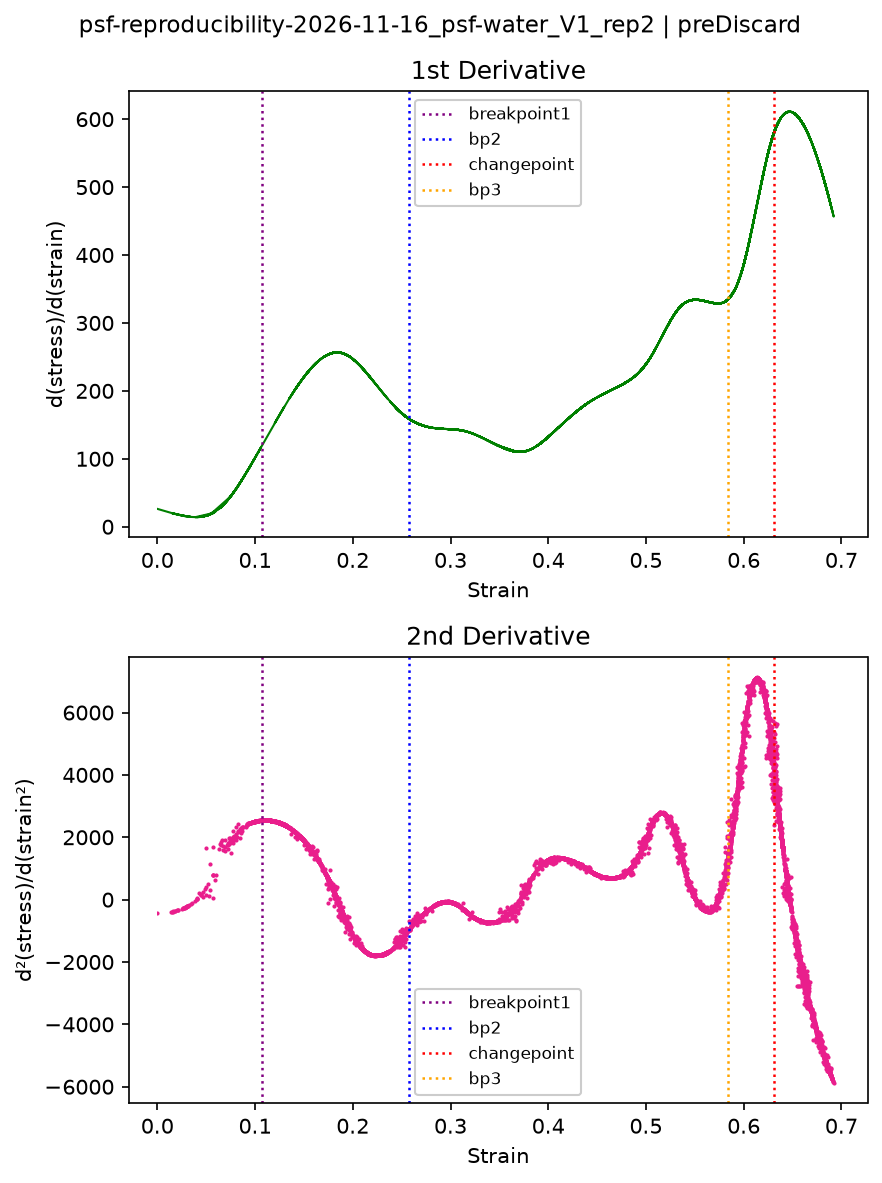 psf-reproducibility-2026-11-16_psf-water_V1_rep2 | preDiscard
1st Derivative
d(stress)/d(strain)
600
500
400
300
200
100
0
breakpoint1
bp2
changepoint
bp3
0.0 0.1 0.2 0.3 0.4 0.5 0.6 0.7
Strain
2nd Derivative
d²(stress)/d(strain²)
6000
4000
2000
0
−2000
−4000
−6000
breakpoint1
bp2
changepoint
bp3
0.0 0.1 0.2 0.3 0.4 0.5 0.6 0.7
Strain